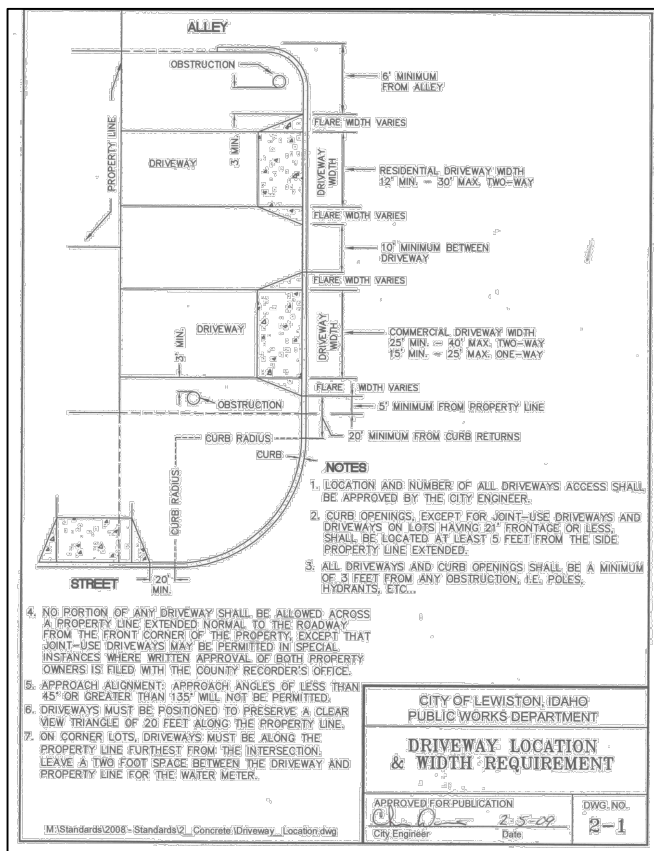 ALLEY
OBSTRUCTION
6' MINIMUM
FROM ALLEY
FLARE WIDTH VARIES
PROPERTY LINE
3' MIN.
DRIVEWAY
DRIVEWAY
WIDTH
RESIDENTIAL DRIVEWAY WIDTH
12' MIN. - 30' MAX. TWO-WAY
FLARE WIDTH VARIES
10' MINIMUM BETWEEN
DRIVEWAY
FLARE WIDTH VARIES
DRIVEWAY
3' MIN.
DRIVEWAY
WIDTH
COMMERCIAL DRIVEWAY WIDTH
25' MIN. - 40' MAX. TWO-WAY
15' MIN. - 25' MAX. ONE-WAY
FLARE WIDTH VARIES
OBSTRUCTION
5' MINIMUM FROM PROPERTY LINE
CURB RADIUS
20' MINIMUM FROM CURB RETURNS
CURB
CURB RADIUS
STREET
20'
MIN.
NOTES
1. LOCATION AND NUMBER OF ALL DRIVEWAYS ACCESS SHALL
BE APPROVED BY THE CITY ENGINEER.
2. CURB OPENINGS, EXCEPT FOR JOINT-USE DRIVEWAYS AND
DRIVEWAYS ON LOTS HAVING 21' FRONTAGE OR LESS,
SHALL BE LOCATED AT LEAST 5 FEET FROM THE SIDE
PROPERTY LINE EXTENDED.
3. ALL DRIVEWAYS AND CURB OPENINGS SHALL BE A MINIMUM
OF 3 FEET FROM ANY OBSTRUCTION, I.E. POLES,
HYDRANTS, ETC...
4. NO PORTION OF ANY DRIVEWAY SHALL BE ALLOWED ACROSS
A PROPERTY LINE EXTENDED NORMAL TO THE ROADWAY
FROM THE FRONT CORNER OF THE PROPERTY, EXCEPT THAT
JOINT-USE DRIVEWAYS MAY BE PERMITTED IN SPECIAL
INSTANCES WHERE WRITTEN APPROVAL OF BOTH PROPERTY
OWNERS IS FILED WITH THE COUNTY RECORDER'S OFFICE.
5. APPROACH ALIGNMENT: APPROACH ANGLES OF LESS THAN
45° OR GREATER THAN 135° WILL NOT BE PERMITTED.
6. DRIVEWAYS MUST BE POSITIONED TO PRESERVE A CLEAR
VIEW TRIANGLE OF 20 FEET ALONG THE PROPERTY LINE.
7. ON CORNER LOTS, DRIVEWAYS MUST BE ALONG THE
PROPERTY LINE FURTHEST FROM THE INTERSECTION.
LEAVE A TWO FOOT SPACE BETWEEN THE DRIVEWAY AND
PROPERTY LINE FOR THE WATER METER.
CITY OF LEWISTON, IDAHO
PUBLIC WORKS DEPARTMENT
DRIVEWAY LOCATION
& WIDTH REQUIREMENT
APPROVED FOR PUBLICATION
2-5-09
City Engineer Date
DWG. NO.
2-1
M:\Standards\2008 - Standards\2_ Concrete\Driveway_Location.dwg